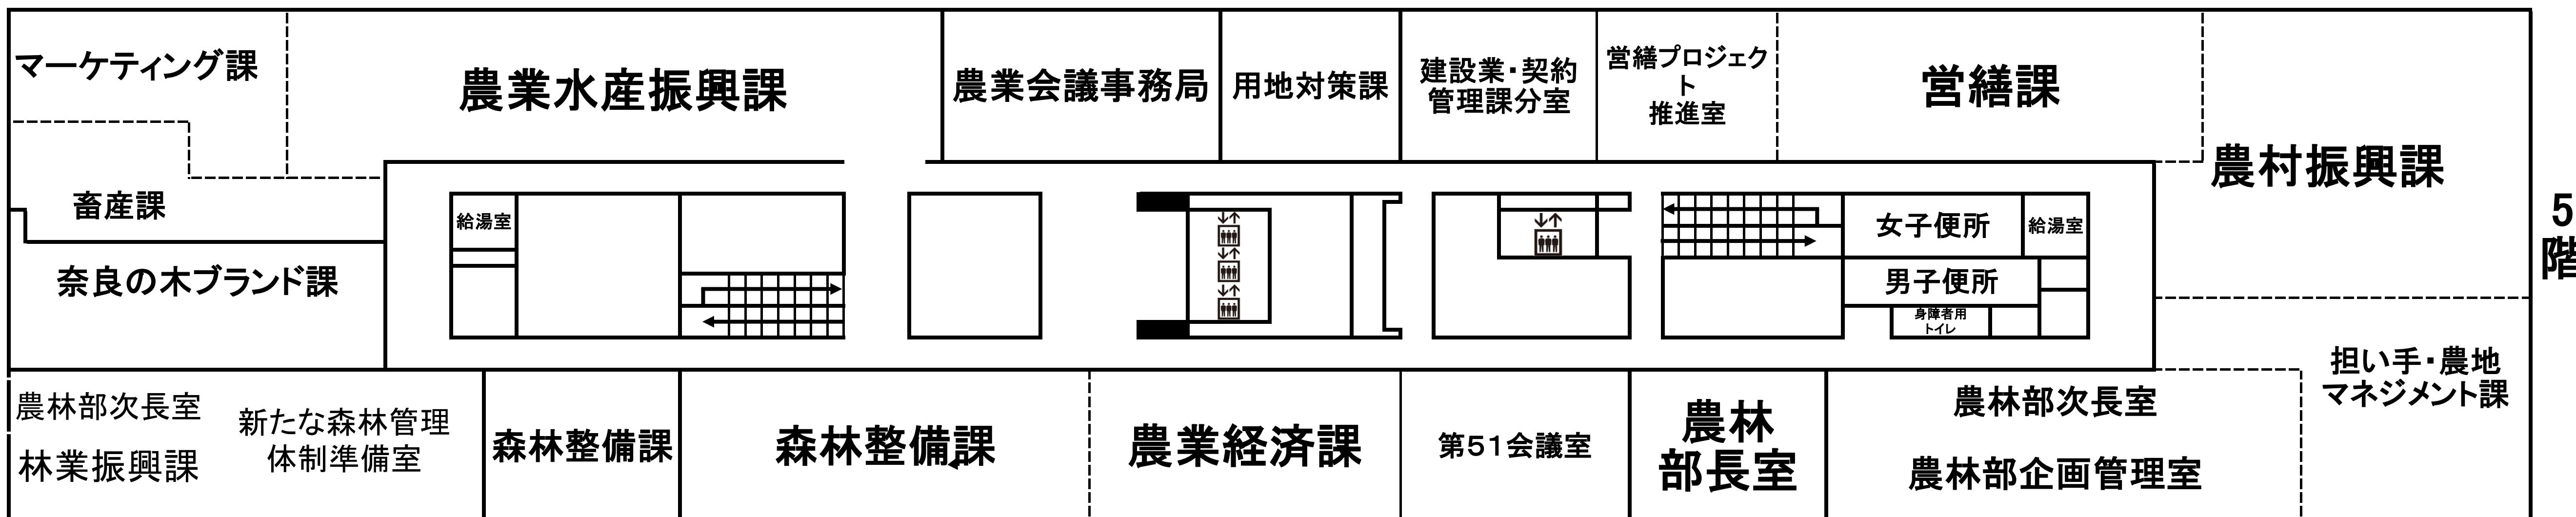 マーケティング課
農業水産振興課
農業会議事務局
用地対策課
建設業・契約
管理課分室
営繕プロジェク
ト
推進室
営繕課
農村振興課
5
階
畜産課
奈良の木ブランド課
給湯室
女子便所
給湯室
男子便所
身障者用
トイレ
担い手・農地
マネジメント課
農林部次長室
林業振興課
新たな森林管理
体制準備室
森林整備課
森林整備課
農業経済課
第51会議室
農林
部長室
農林部次長室
農林部企画管理室